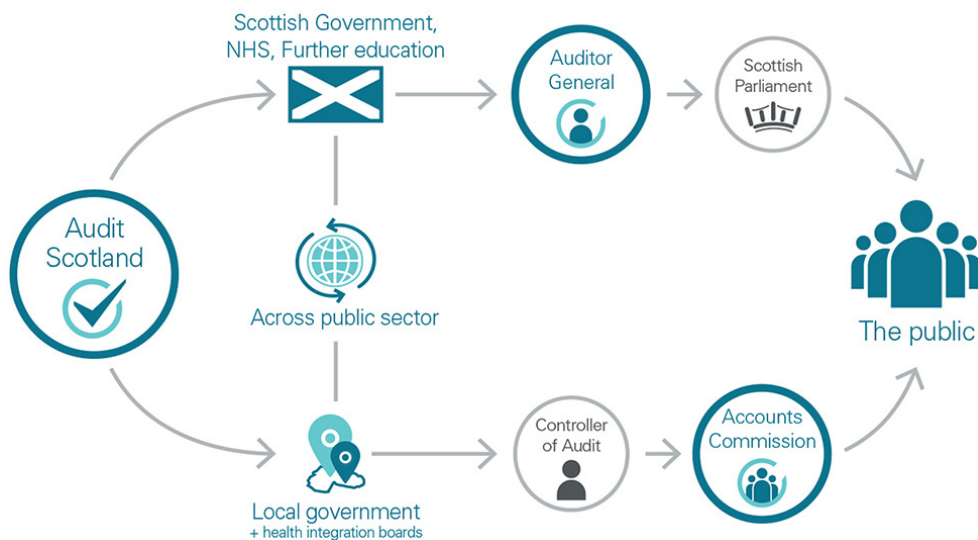 Scottish Government,
NHS, Further education
Auditor
General
Scottish
Parliament
Audit
Scotland
Across public sector
The public
Local government
+ health integration boards
Controller
of Audit
Accounts
Commission